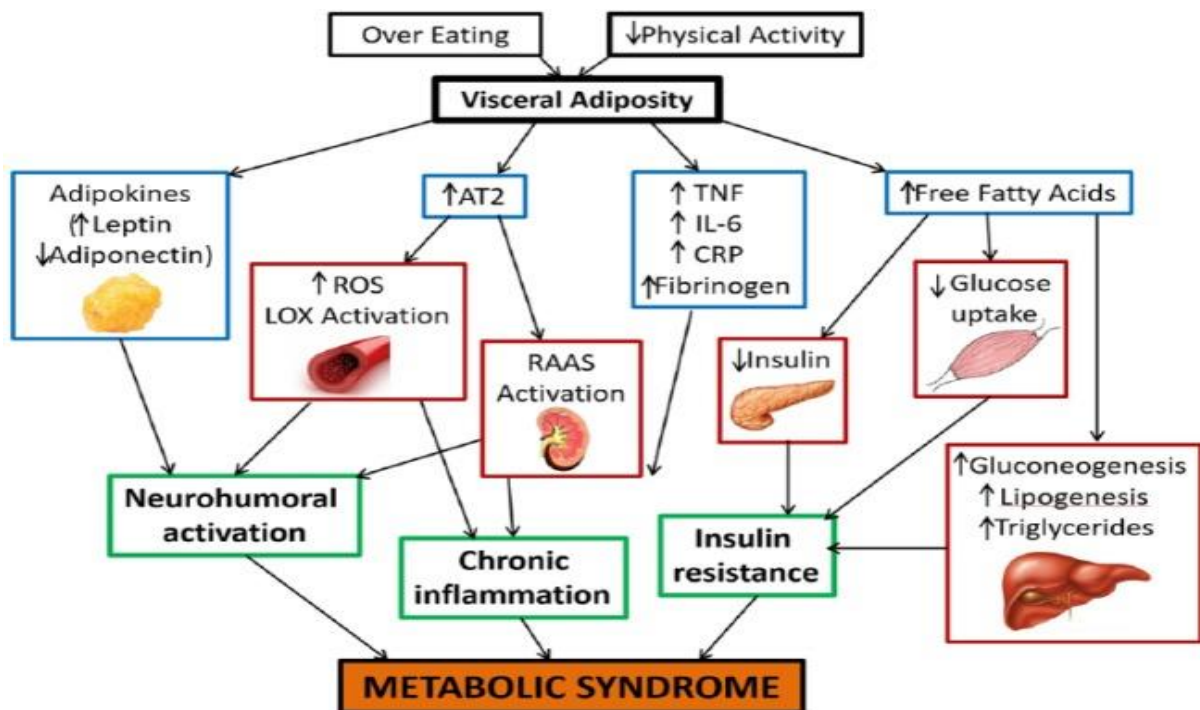 Over Eating
↓Physical Activity
Visceral Adiposity
Adipokines
(↑Leptin
↓Adiponectin)
↑AT2
↑ TNF
↑ IL-6
↑ CRP
↑Fibrinogen
↑Free Fatty Acids
↑ ROS
LOX Activation
RAAS
Activation
↓Insulin
↓ Glucose
uptake
↑Gluconeogenesis
↑ Lipogenesis
↑Triglycerides
Neurohumoral
activation
Chronic
inflammation
Insulin
resistance
METABOLIC SYNDROME